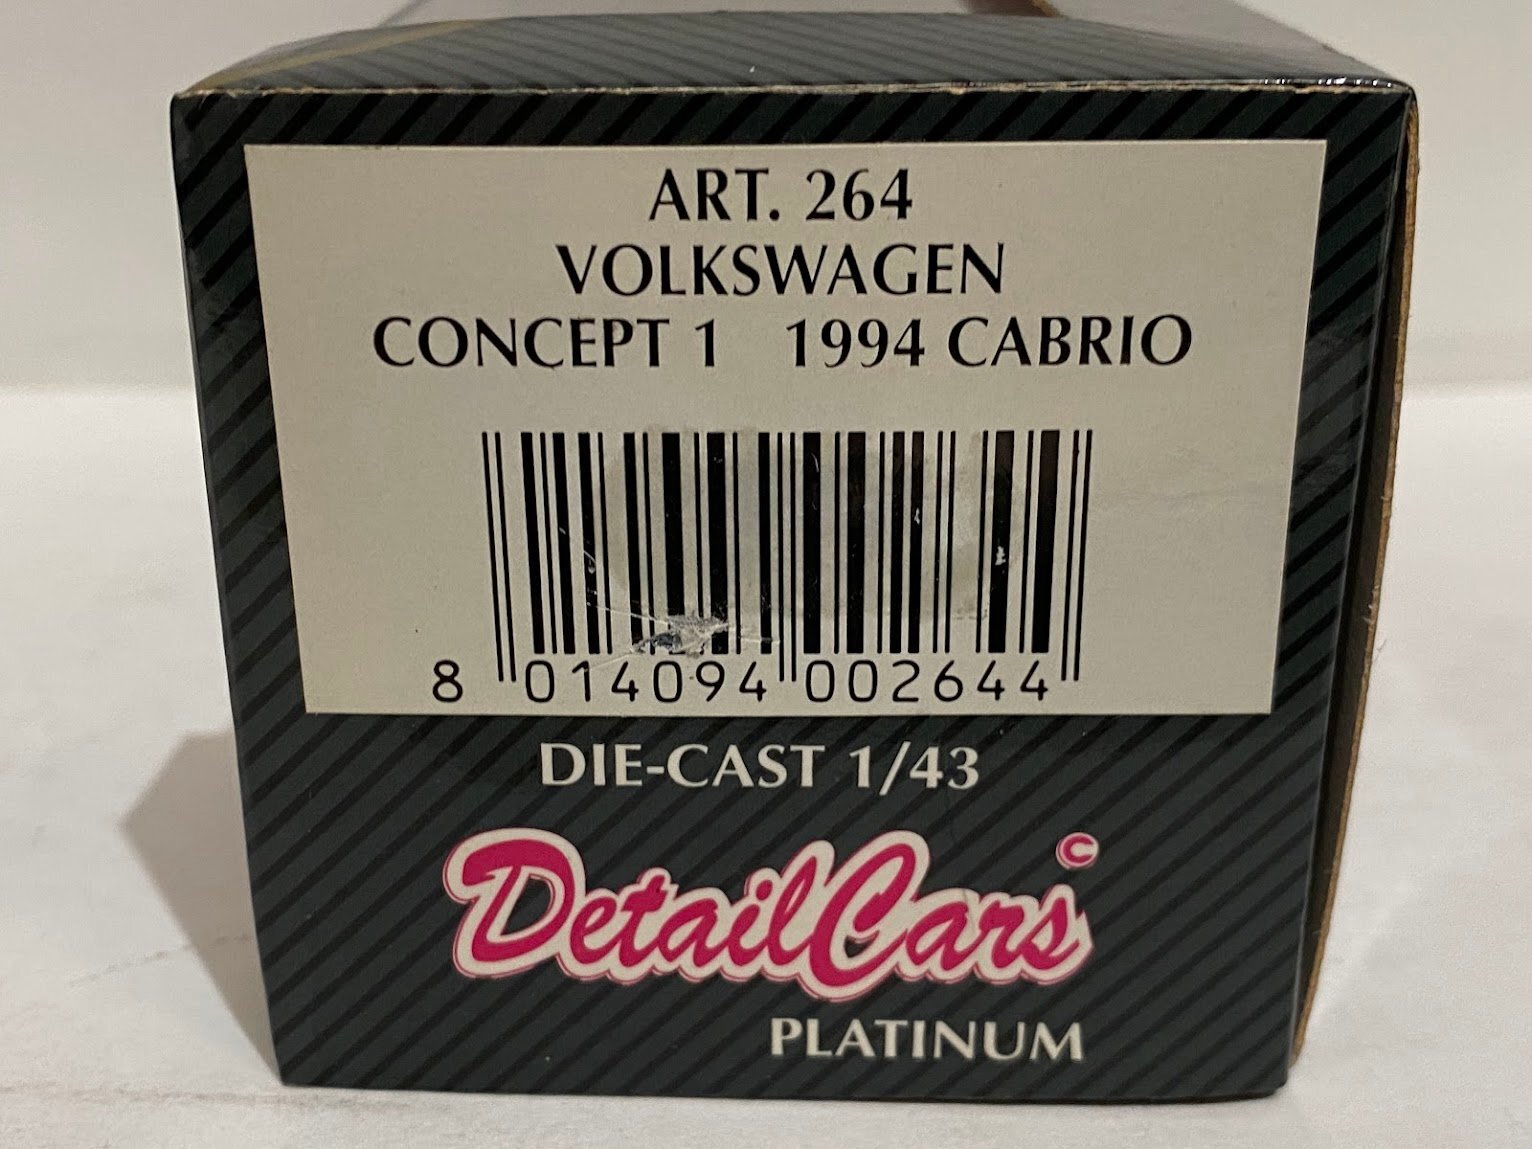 ART. 264
VOLKSWAGEN
CONCEPT 1 1994 CABRIO
8 014094 002644
DIE-CAST 1/43
DetailCars ©
PLATINUM